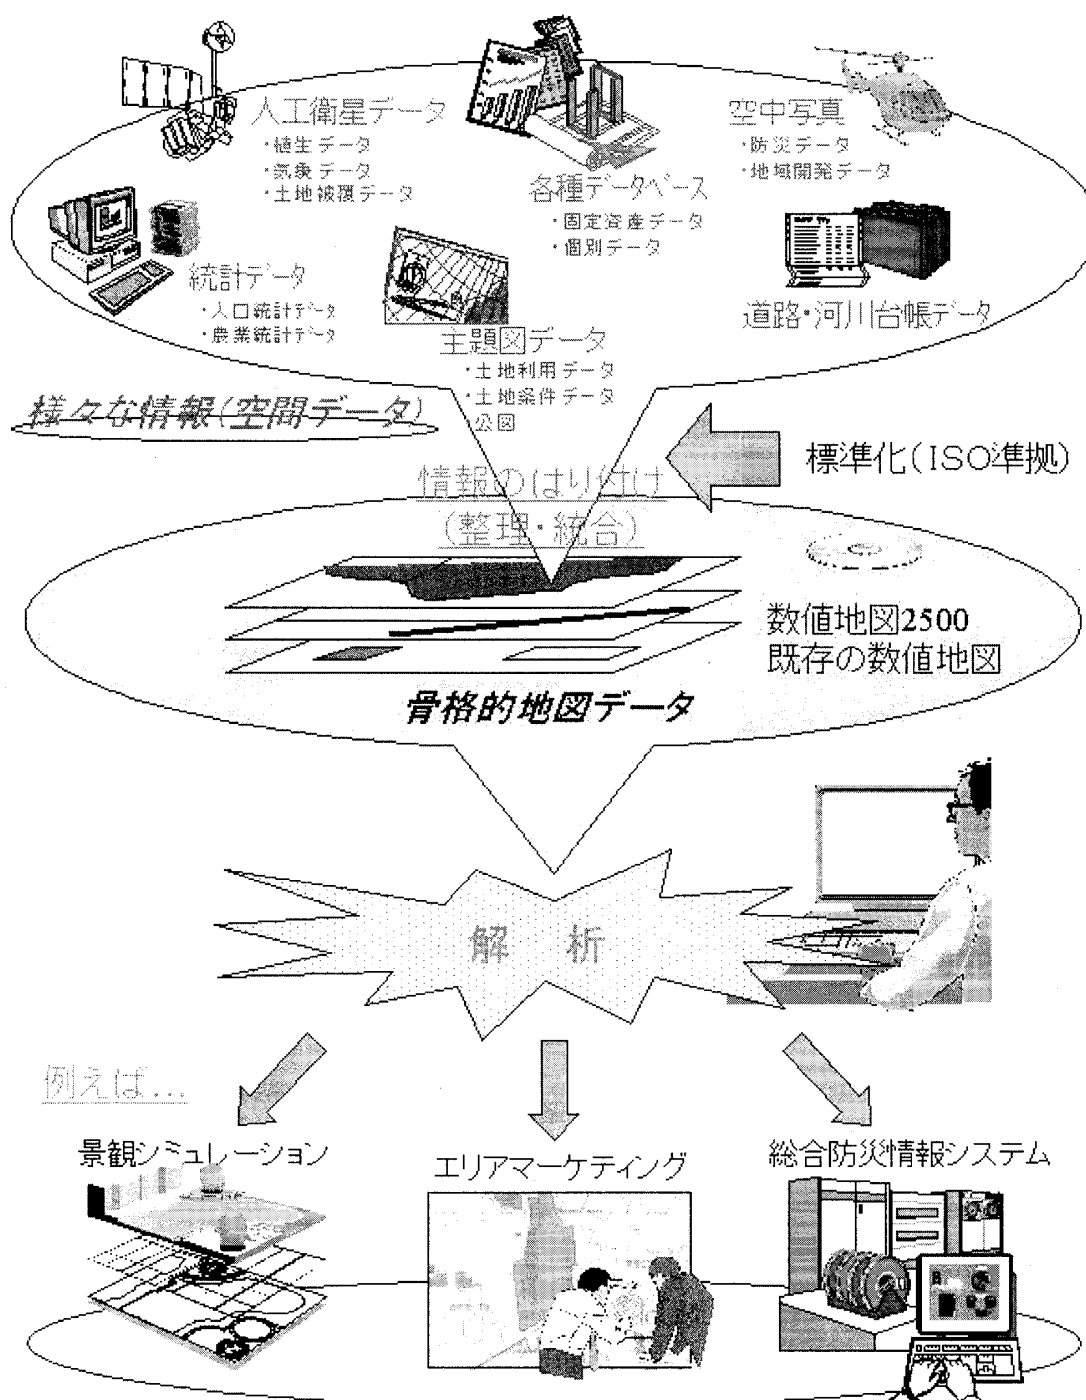 人工衛星データ
・植生データ
・気象データ
・土地被覆データ
各種データベース
・固定資産データ
・個別データ
空中写真
・防災データ
・地域開発データ
統計データ
・人口統計データ
・農業統計データ
主題図データ
・土地利用データ
・土地条件データ
・公図
道路・河川台帳データ
様々な情報(空間データ)
標準化(ISO準拠)
情報のはり付け
(整理・統合)
数値地図2500
既存の数値地図
骨格的地図データ
解 析
例えば...
景観シミュレーション
エリアマーケティング
総合防災情報システム